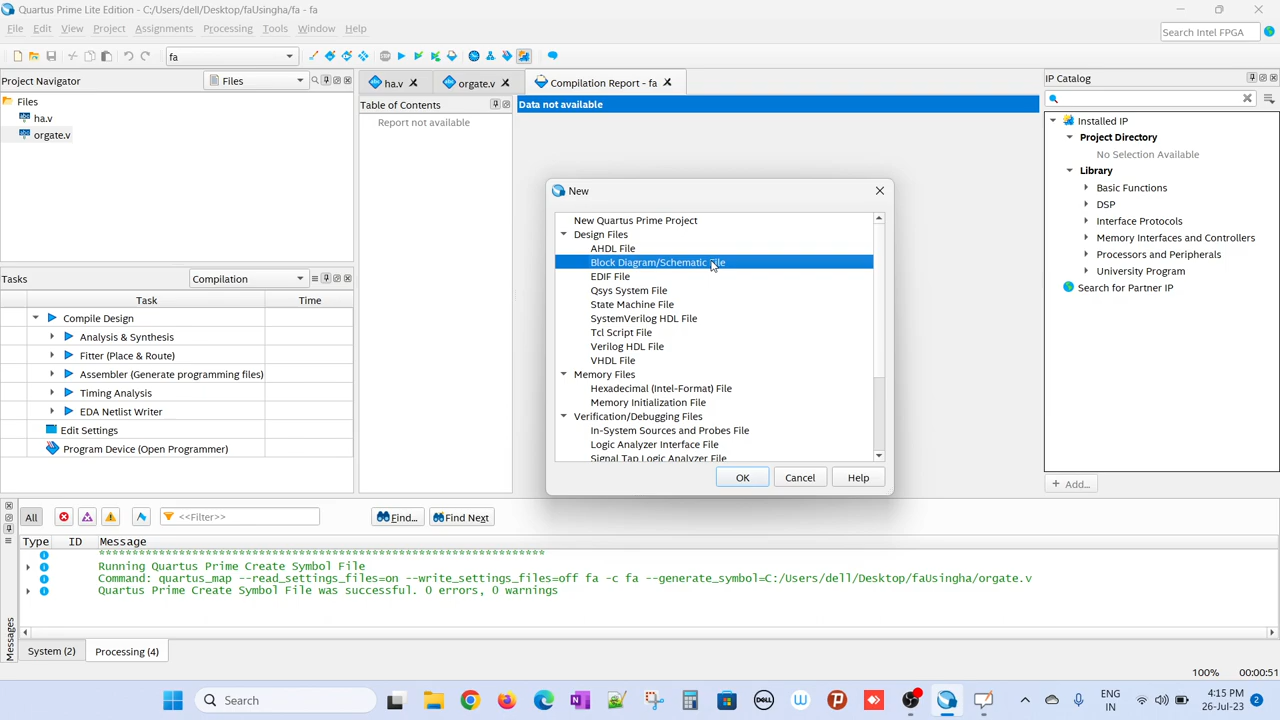 Quartus Prime Lite Edition - C:/Users/dell/Desktop/faUsingha/fa - fa
File Edit View Project Assignments Processing Tools Window Help
Search Intel FPGA
fa
Project Navigator
Files
ha.v
orgate.v
Compilation Report - fa
IP Catalog
Files
ha.v
orgate.v
Table of Contents
Report not available
Data not available
Installed IP
Project Directory
No Selection Available
Library
Basic Functions
DSP
Interface Protocols
Memory Interfaces and Controllers
Processors and Peripherals
University Program
Search for Partner IP
Add...
New
New Quartus Prime Project
Design Files
AHDL File
Block Diagram/Schematic File
EDIF File
Qsys System File
State Machine File
SystemVerilog HDL File
Tcl Script File
Verilog HDL File
VHDL File
Memory Files
Hexadecimal (Intel-Format) File
Memory Initialization File
Verification/Debugging Files
In-System Sources and Probes File
Logic Analyzer Interface File
Signal Tap Logic Analyzer File
OK Cancel Help
Tasks
Compilation
Task Time
Compile Design
Analysis & Synthesis
Fitter (Place & Route)
Assembler (Generate programming files)
Timing Analysis
EDA Netlist Writer
Edit Settings
Program Device (Open Programmer)
All
<<Filter>>
Find...
Find Next
Type ID Message
*******************************************************************
Running Quartus Prime Create Symbol File
Command: quartus_map --read_settings_files=on --write_settings_files=off fa -c fa --generate_symbol=C:/Users/dell/Desktop/faUsingha/orgate.v
Quartus Prime Create Symbol File was successful. 0 errors, 0 warnings
Messages
System (2)
Processing (4)
100% 00:00:51
Search
DELL
ENG
IN
4:15 PM
26-Jul-23
2